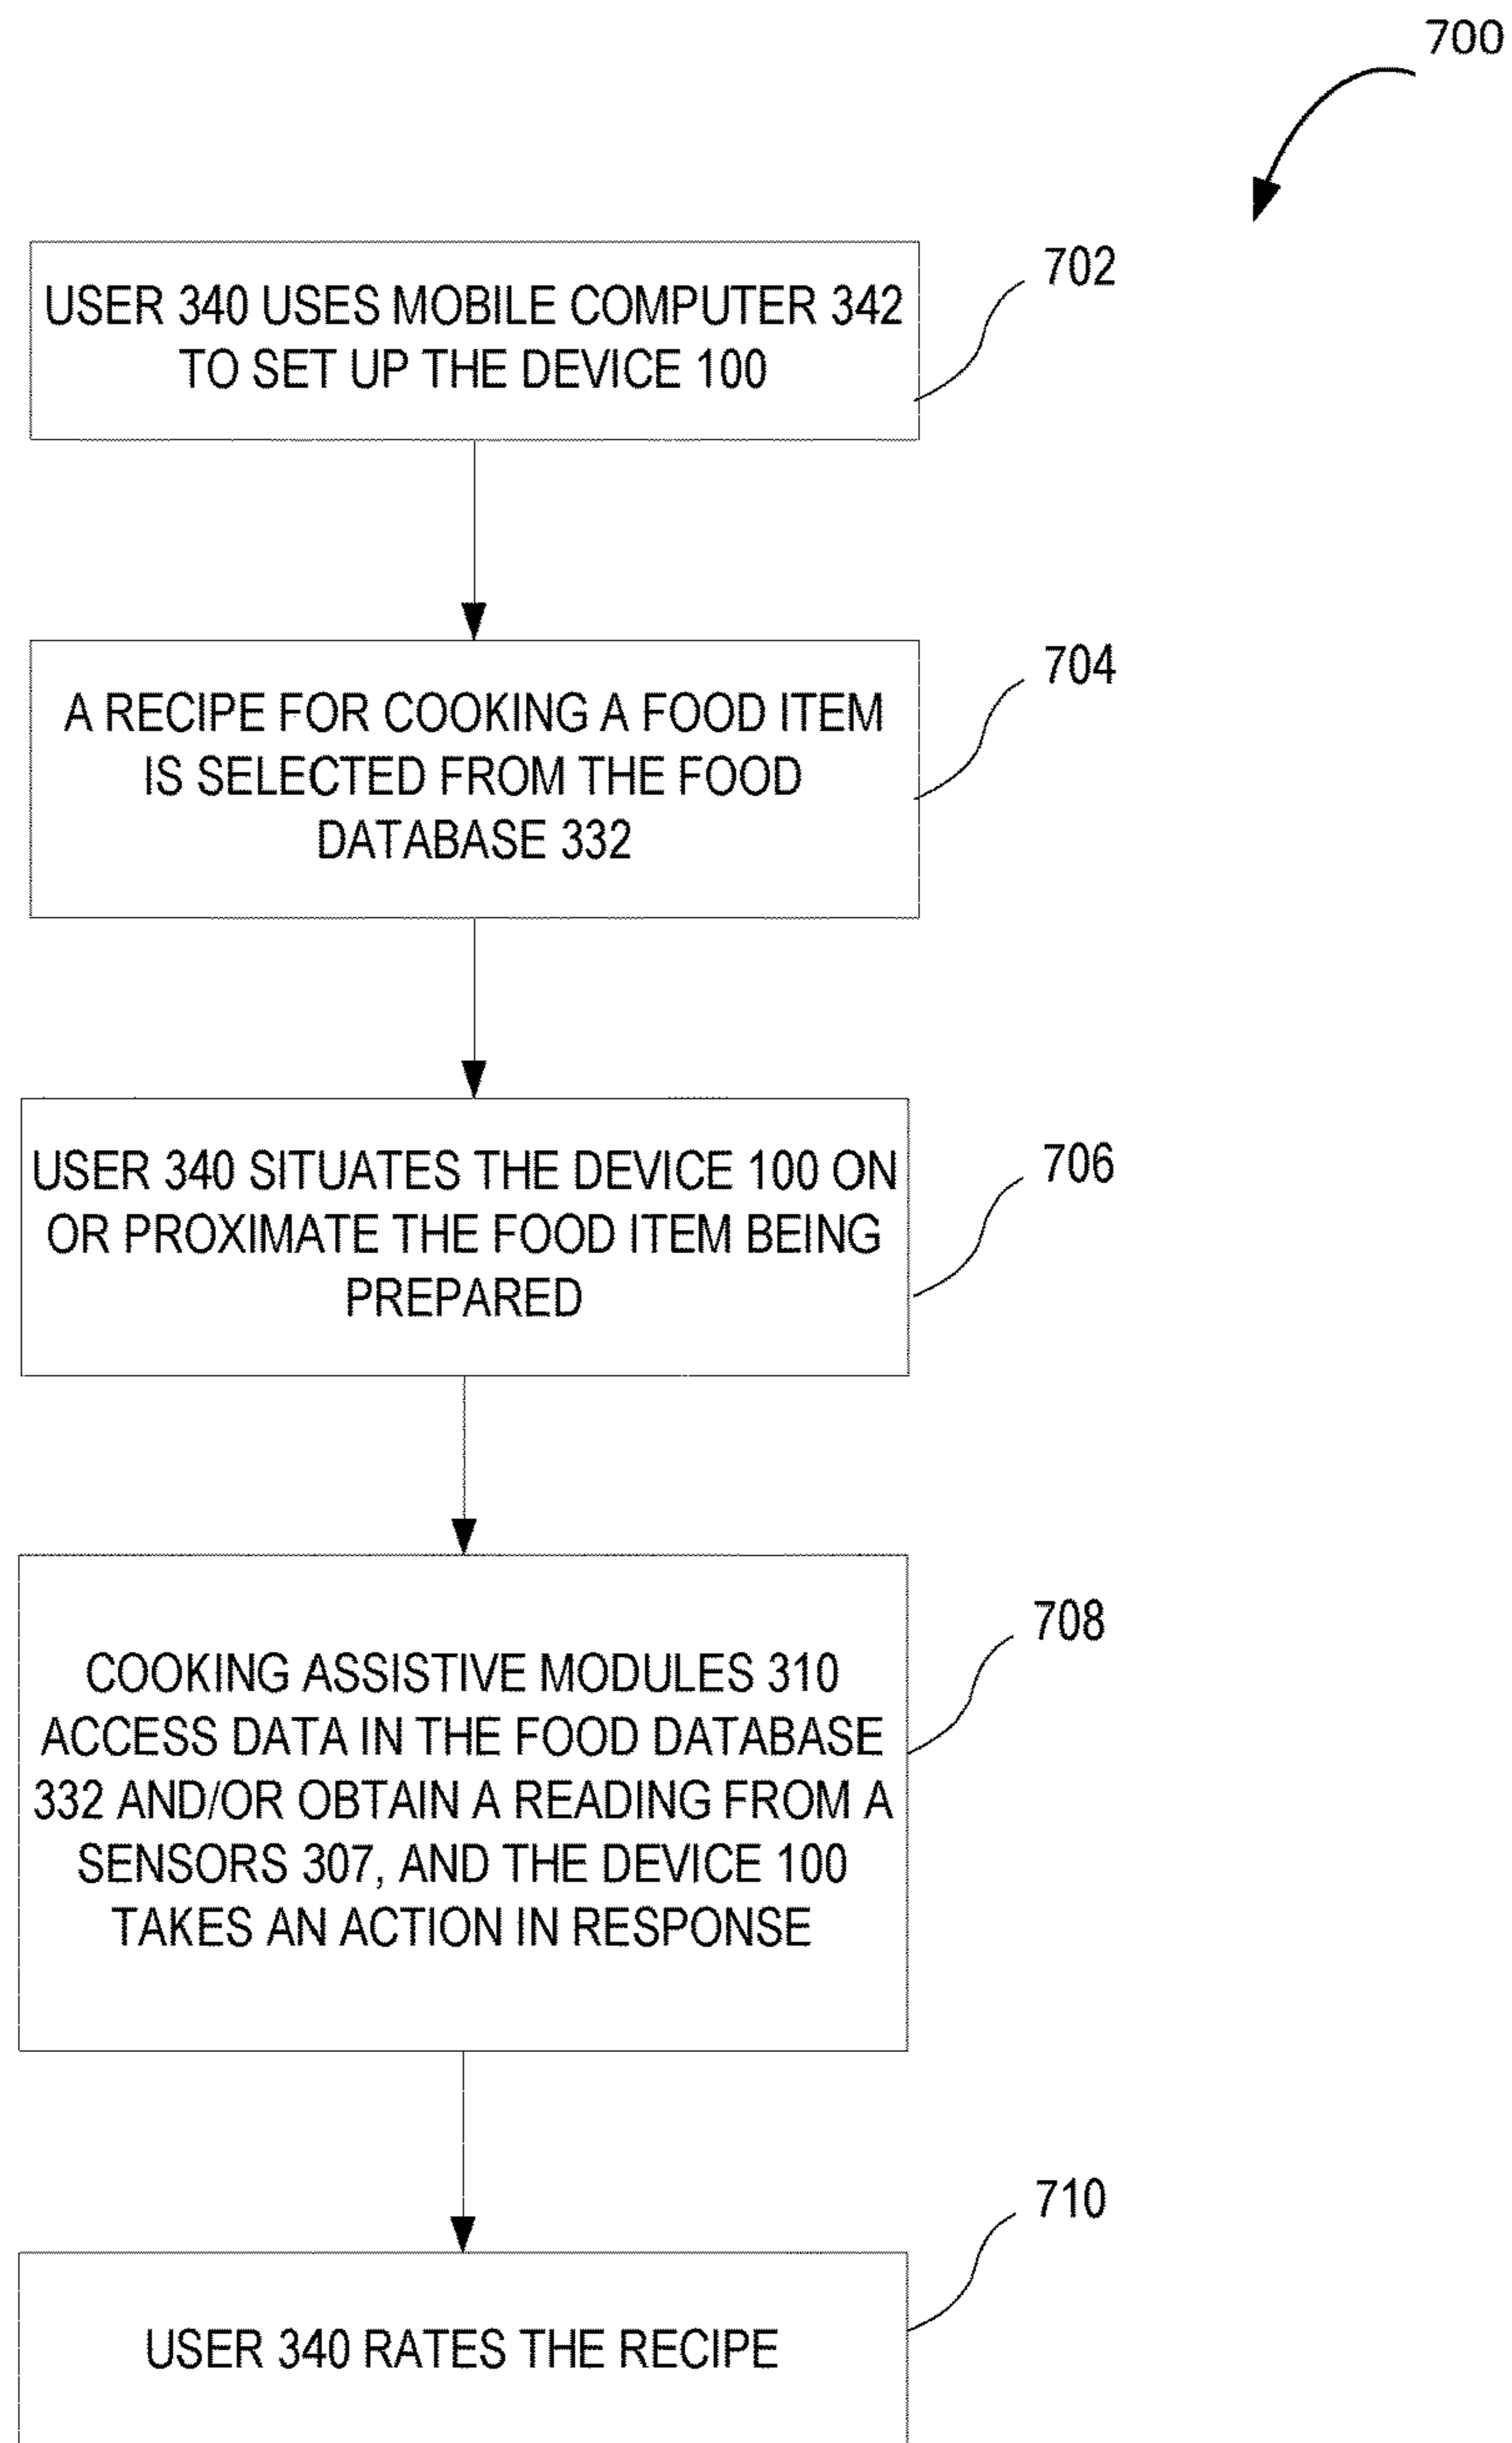 700
702
USER 340 USES MOBILE COMPUTER 342
TO SET UP THE DEVICE 100
704
A RECIPE FOR COOKING A FOOD ITEM
IS SELECTED FROM THE FOOD
DATABASE 332
706
USER 340 SITUATES THE DEVICE 100 ON
OR PROXIMATE THE FOOD ITEM BEING
PREPARED
708
COOKING ASSISTIVE MODULES 310
ACCESS DATA IN THE FOOD DATABASE
332 AND/OR OBTAIN A READING FROM A
SENSORS 307, AND THE DEVICE 100
TAKES AN ACTION IN RESPONSE
710
USER 340 RATES THE RECIPE